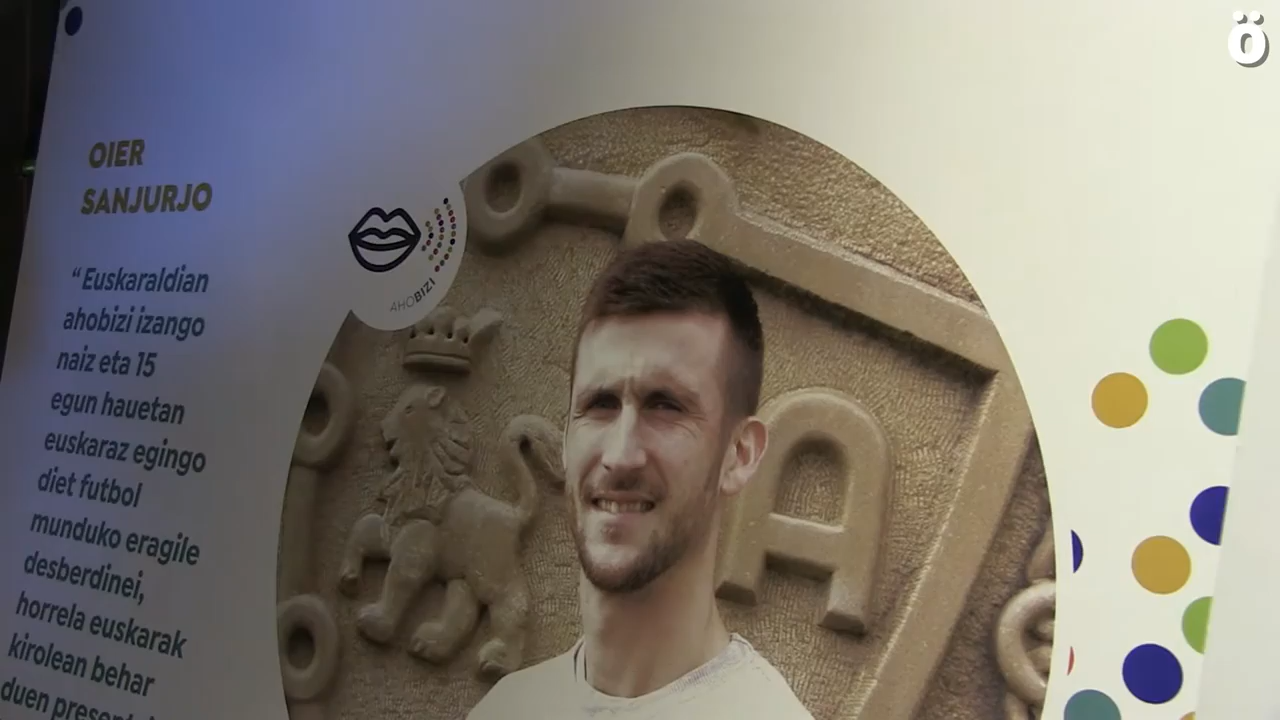 OIER
SANJURJO
“Euskaraldian
ahobizi izango
naiz eta 15
egun hauetan
euskaraz egingo
diet futbol
munduko eragile
desberdinei,
horrela euskarak
kirolean behar
duen
AHOBIZI
A
ö